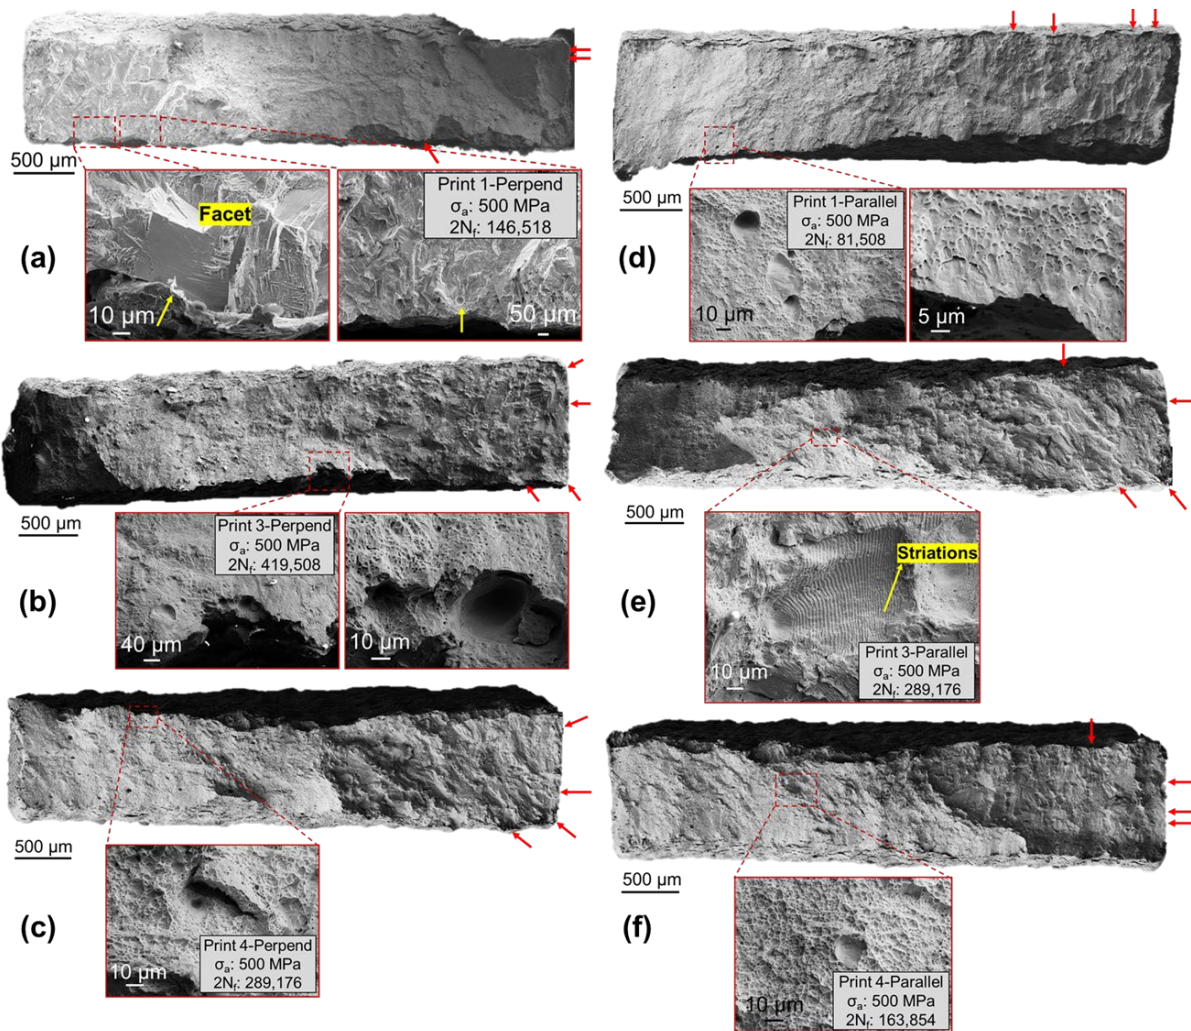 500 µm
Facet
10 µm
Print 1-Perpend
σₐ: 500 MPa
2Nf: 146,518
50 µm
(a)
500 µm
Print 3-Perpend
σₐ: 500 MPa
2Nf: 419,508
40 µm
10 µm
(b)
500 µm
Print 4-Perpend
σₐ: 500 MPa
2Nf: 289,176
10 µm
(c)
500 µm
Print 1-Parallel
σₐ: 500 MPa
2Nf: 81,508
10 µm
5 µm
(d)
500 µm
Striations
(e)
Print 3-Parallel
σₐ: 500 MPa
2Nf: 289,176
10 µm
500 µm
(f)
Print 4-Parallel
σₐ: 500 MPa
2Nf: 163,854
10 µm